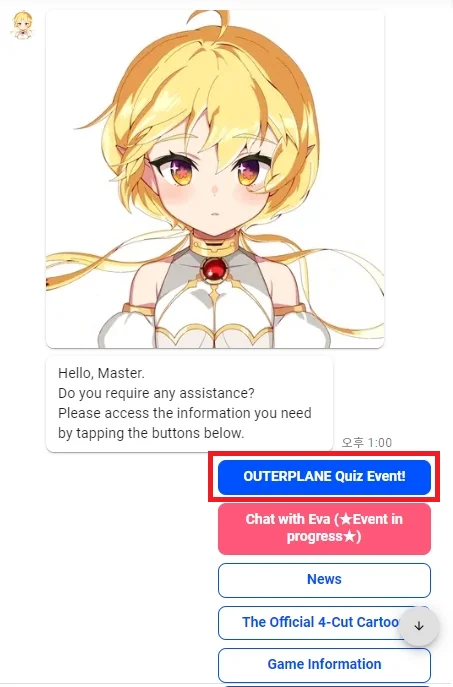 Hello, Master.
Do you require any assistance?
Please access the information you need
by tapping the buttons below.
오후 1:00
OUTERPLANE Quiz Event!
Chat with Eva (★Event in
progress★)
News
The Official 4-Cut
Game Information